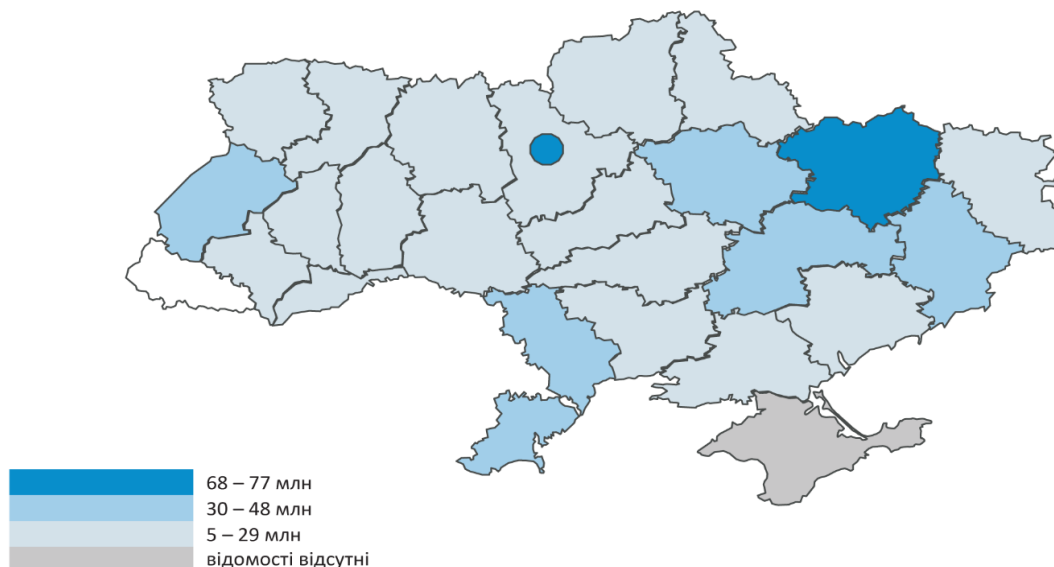 68 – 77 млн
30 – 48 млн
5 – 29 млн
відомості відсутні